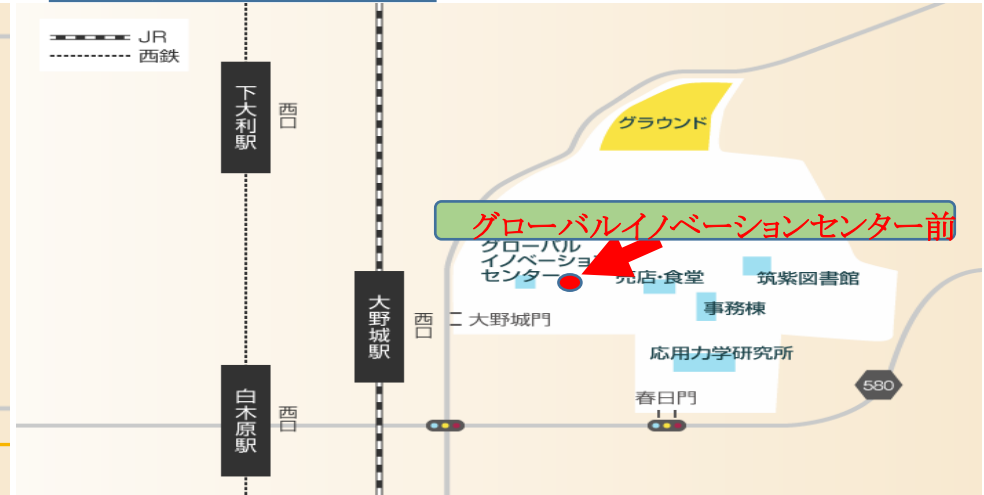 JR
西鉄
下大利駅
西口
グラウンド
グローバルイノベーションセンター前
グローバル
イノベーション
センター
売店・食堂
筑紫図書館
事務棟
大野城駅
西口
大野城門
応用力学研究所
春日門
580
白木原駅
西口